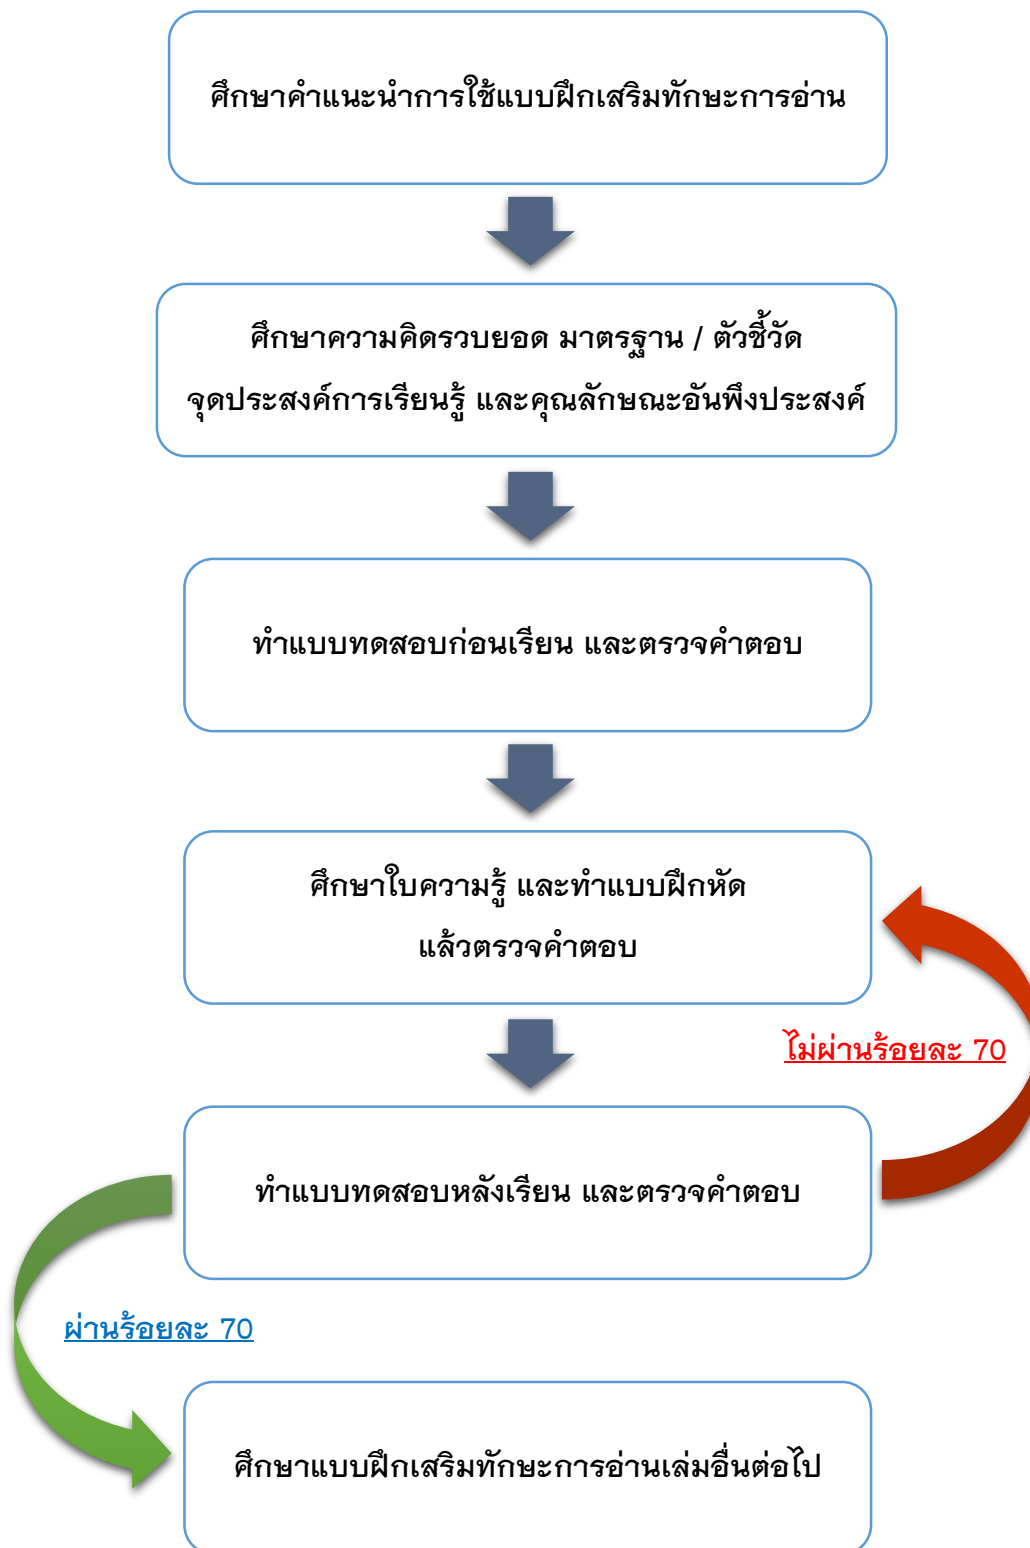 ศึกษาคำแนะนำการใช้แบบฝึกเสริมทักษะการอ่าน
ศึกษาความคิดรวบยอด มาตรฐาน / ตัวชี้วัด
จุดประสงค์การเรียนรู้ และคุณลักษณะอันพึงประสงค์
ทำแบบทดสอบก่อนเรียน และตรวจคำตอบ
ศึกษาใบความรู้ และทำแบบฝึกหัด
แล้วตรวจคำตอบ
ไม่ผ่านร้อยละ 70
ทำแบบทดสอบหลังเรียน และตรวจคำตอบ
ผ่านร้อยละ 70
ศึกษาแบบฝึกเสริมทักษะการอ่านเล่มอื่นต่อไป